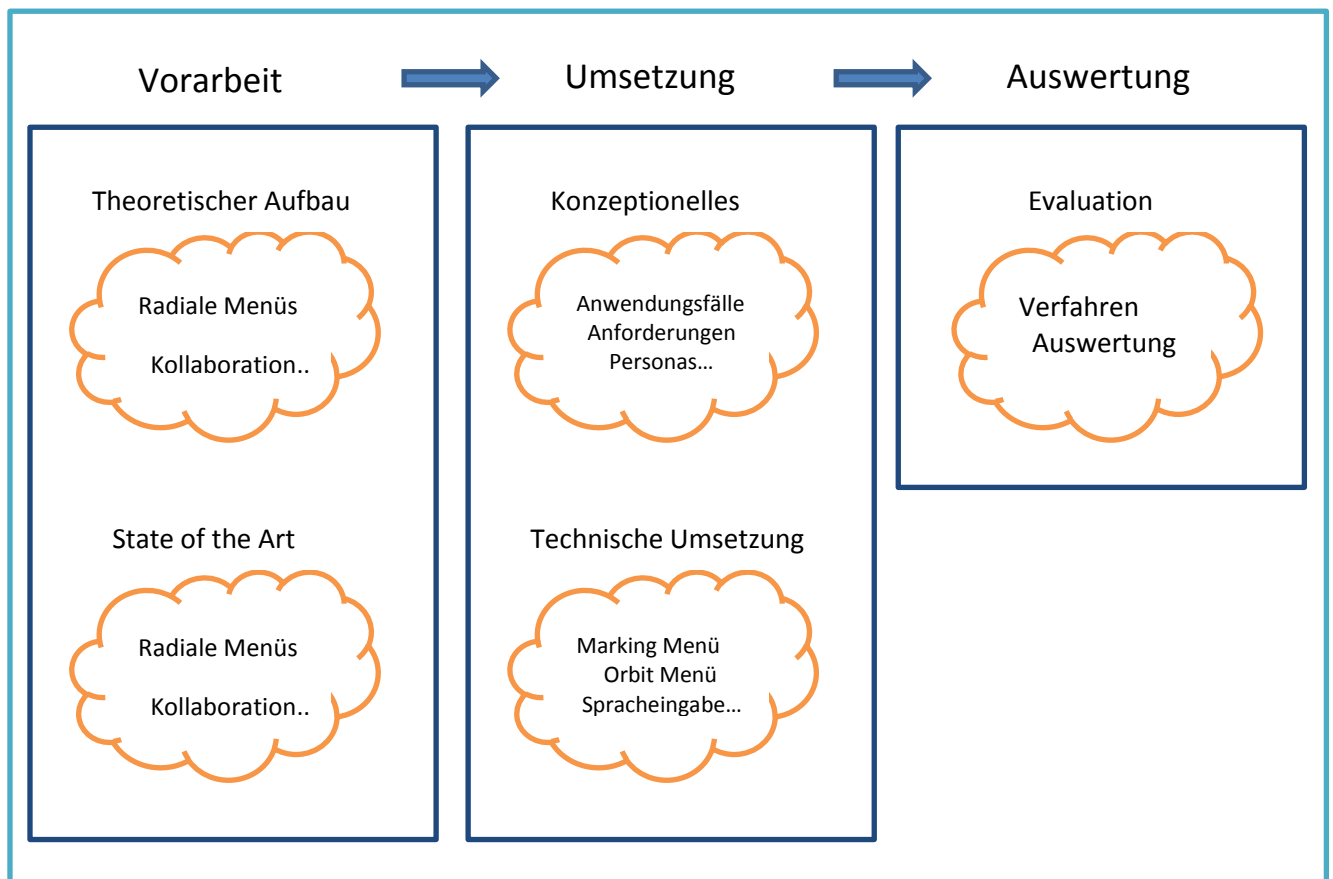 Vorarbeit
Umsetzung
Auswertung
Theoretischer Aufbau
Radiale Menüs
Kollaboration..
State of the Art
Radiale Menüs
Kollaboration..
Konzeptionelles
Anwendungsfälle
Anforderungen
Personas...
Technische Umsetzung
Marking Menü
Orbit Menü
Spracheingabe...
Evaluation
Verfahren
Auswertung